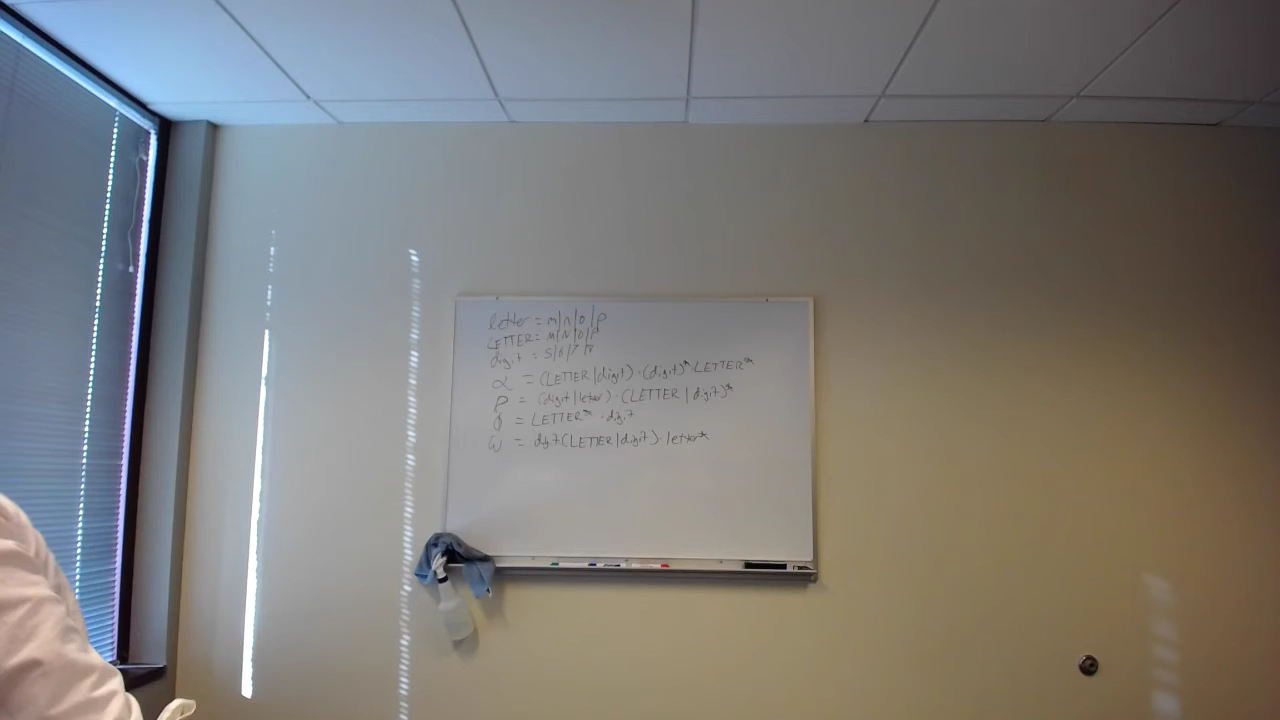 letter = m|n|o|p
LETTER = M|N|O|P
digit = 5|6|7|8
α = (LETTER|digit)·(digit)*·LETTER*
ρ = (digit|letter)·(LETTER|digit)*
= LETTER*·digit
ω = digit(LETTER|digit)·letter*